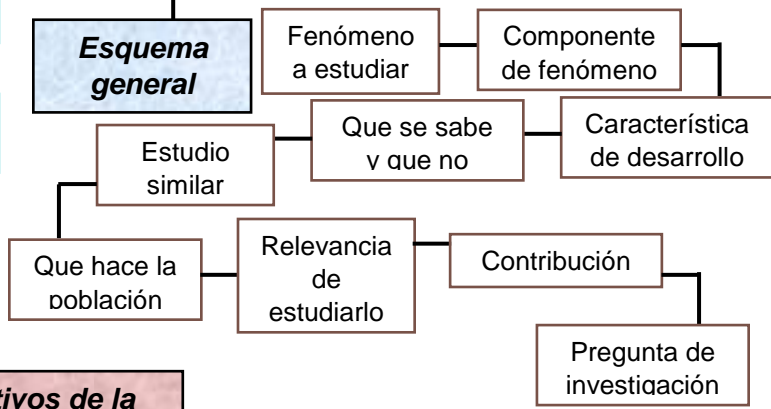 Esquema
general
Fenómeno
a estudiar
Componente
de fenómeno
Característica
de desarrollo
Que se sabe
y que no
Estudio
similar
Que hace la
población
Relevancia
de
estudiarlo
Contribución
Pregunta de
investigación
tivos de la